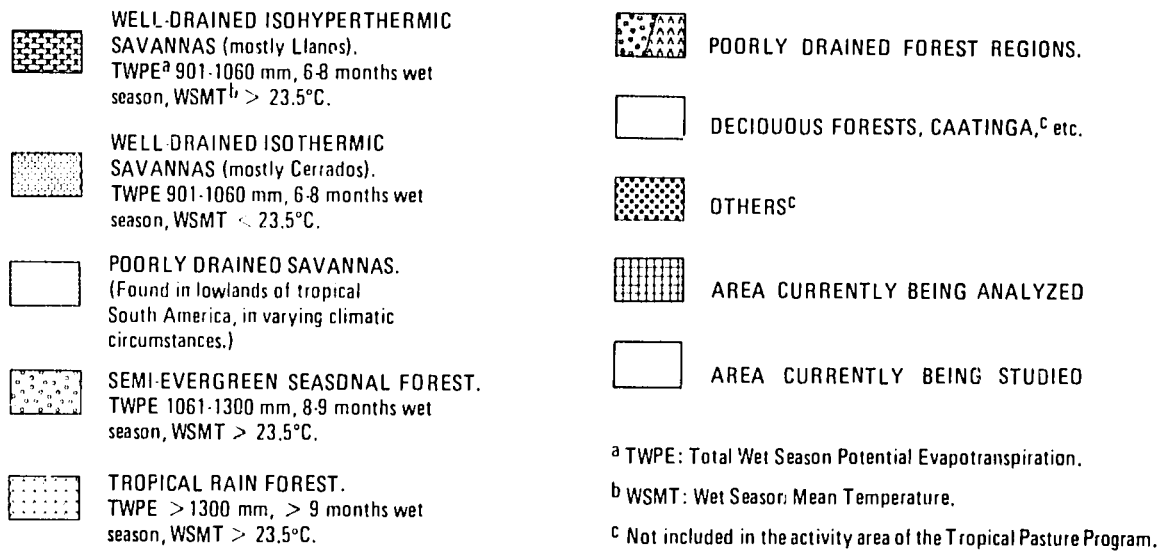 WELL-DRAINED ISOHYPERTHERMIC
SAVANNAS (mostly Llanos).
TWPEᵃ 901-1060 mm, 6-8 months wet
season, WSMTᵇ > 23.5°C.
WELL-DRAINED ISOTHERMIC
SAVANNAS (mostly Cerrados).
TWPE 901-1060 mm, 6-8 months wet
season, WSMT < 23.5°C.
POORLY DRAINED SAVANNAS.
(Found in lowlands of tropical
South America, in varying climatic
circumstances.)
SEMI-EVERGREEN SEASONAL FOREST.
TWPE 1061-1300 mm, 8-9 months wet
season, WSMT > 23.5°C.
TROPICAL RAIN FOREST.
TWPE > 1300 mm, > 9 months wet
season, WSMT > 23.5°C.
POORLY DRAINED FOREST REGIONS.
DECIDUOUS FORESTS, CAATINGA,ᶜ etc.
OTHERSᶜ
AREA CURRENTLY BEING ANALYZED
AREA CURRENTLY BEING STUDIED
ᵃ TWPE: Total Wet Season Potential Evapotranspiration.
ᵇ WSMT: Wet Season Mean Temperature.
ᶜ Not included in the activity area of the Tropical Pasture Program.